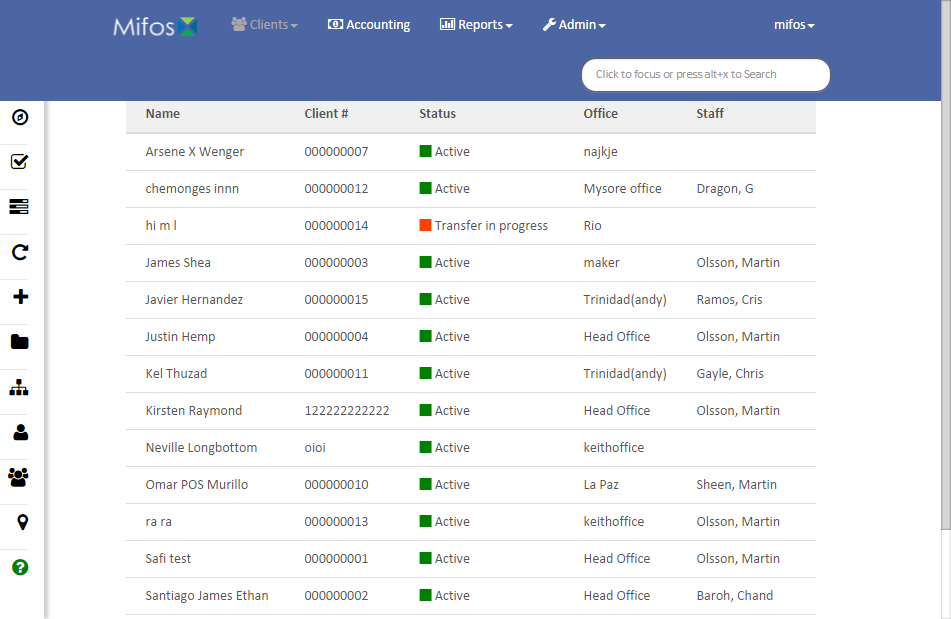 Mifos Clients Accounting Reports Admin mifos
Click to focus or press alt+x to Search
Name Client # Status Office Staff
Arsene X Wenger 000000007 Active najkje
chemonges innn 000000012 Active Mysore office Dragon, G
hi m l 000000014 Transfer in progress Rio
James Shea 000000003 Active maker Olsson, Martin
Javier Hernandez 000000015 Active Trinidad(andy) Ramos, Cris
Justin Hemp 000000004 Active Head Office Olsson, Martin
Kel Thuzad 000000011 Active Trinidad(andy) Gayle, Chris
Kirsten Raymond 122222222222 Active Head Office Olsson, Martin
Neville Longbottom oioi Active keithoffice
Omar POS Murillo 000000010 Active La Paz Sheen, Martin
ra ra 000000013 Active keithoffice Olsson, Martin
Safi test 000000001 Active Head Office Olsson, Martin
Santiago James Ethan 000000002 Active Head Office Baroh, Chand